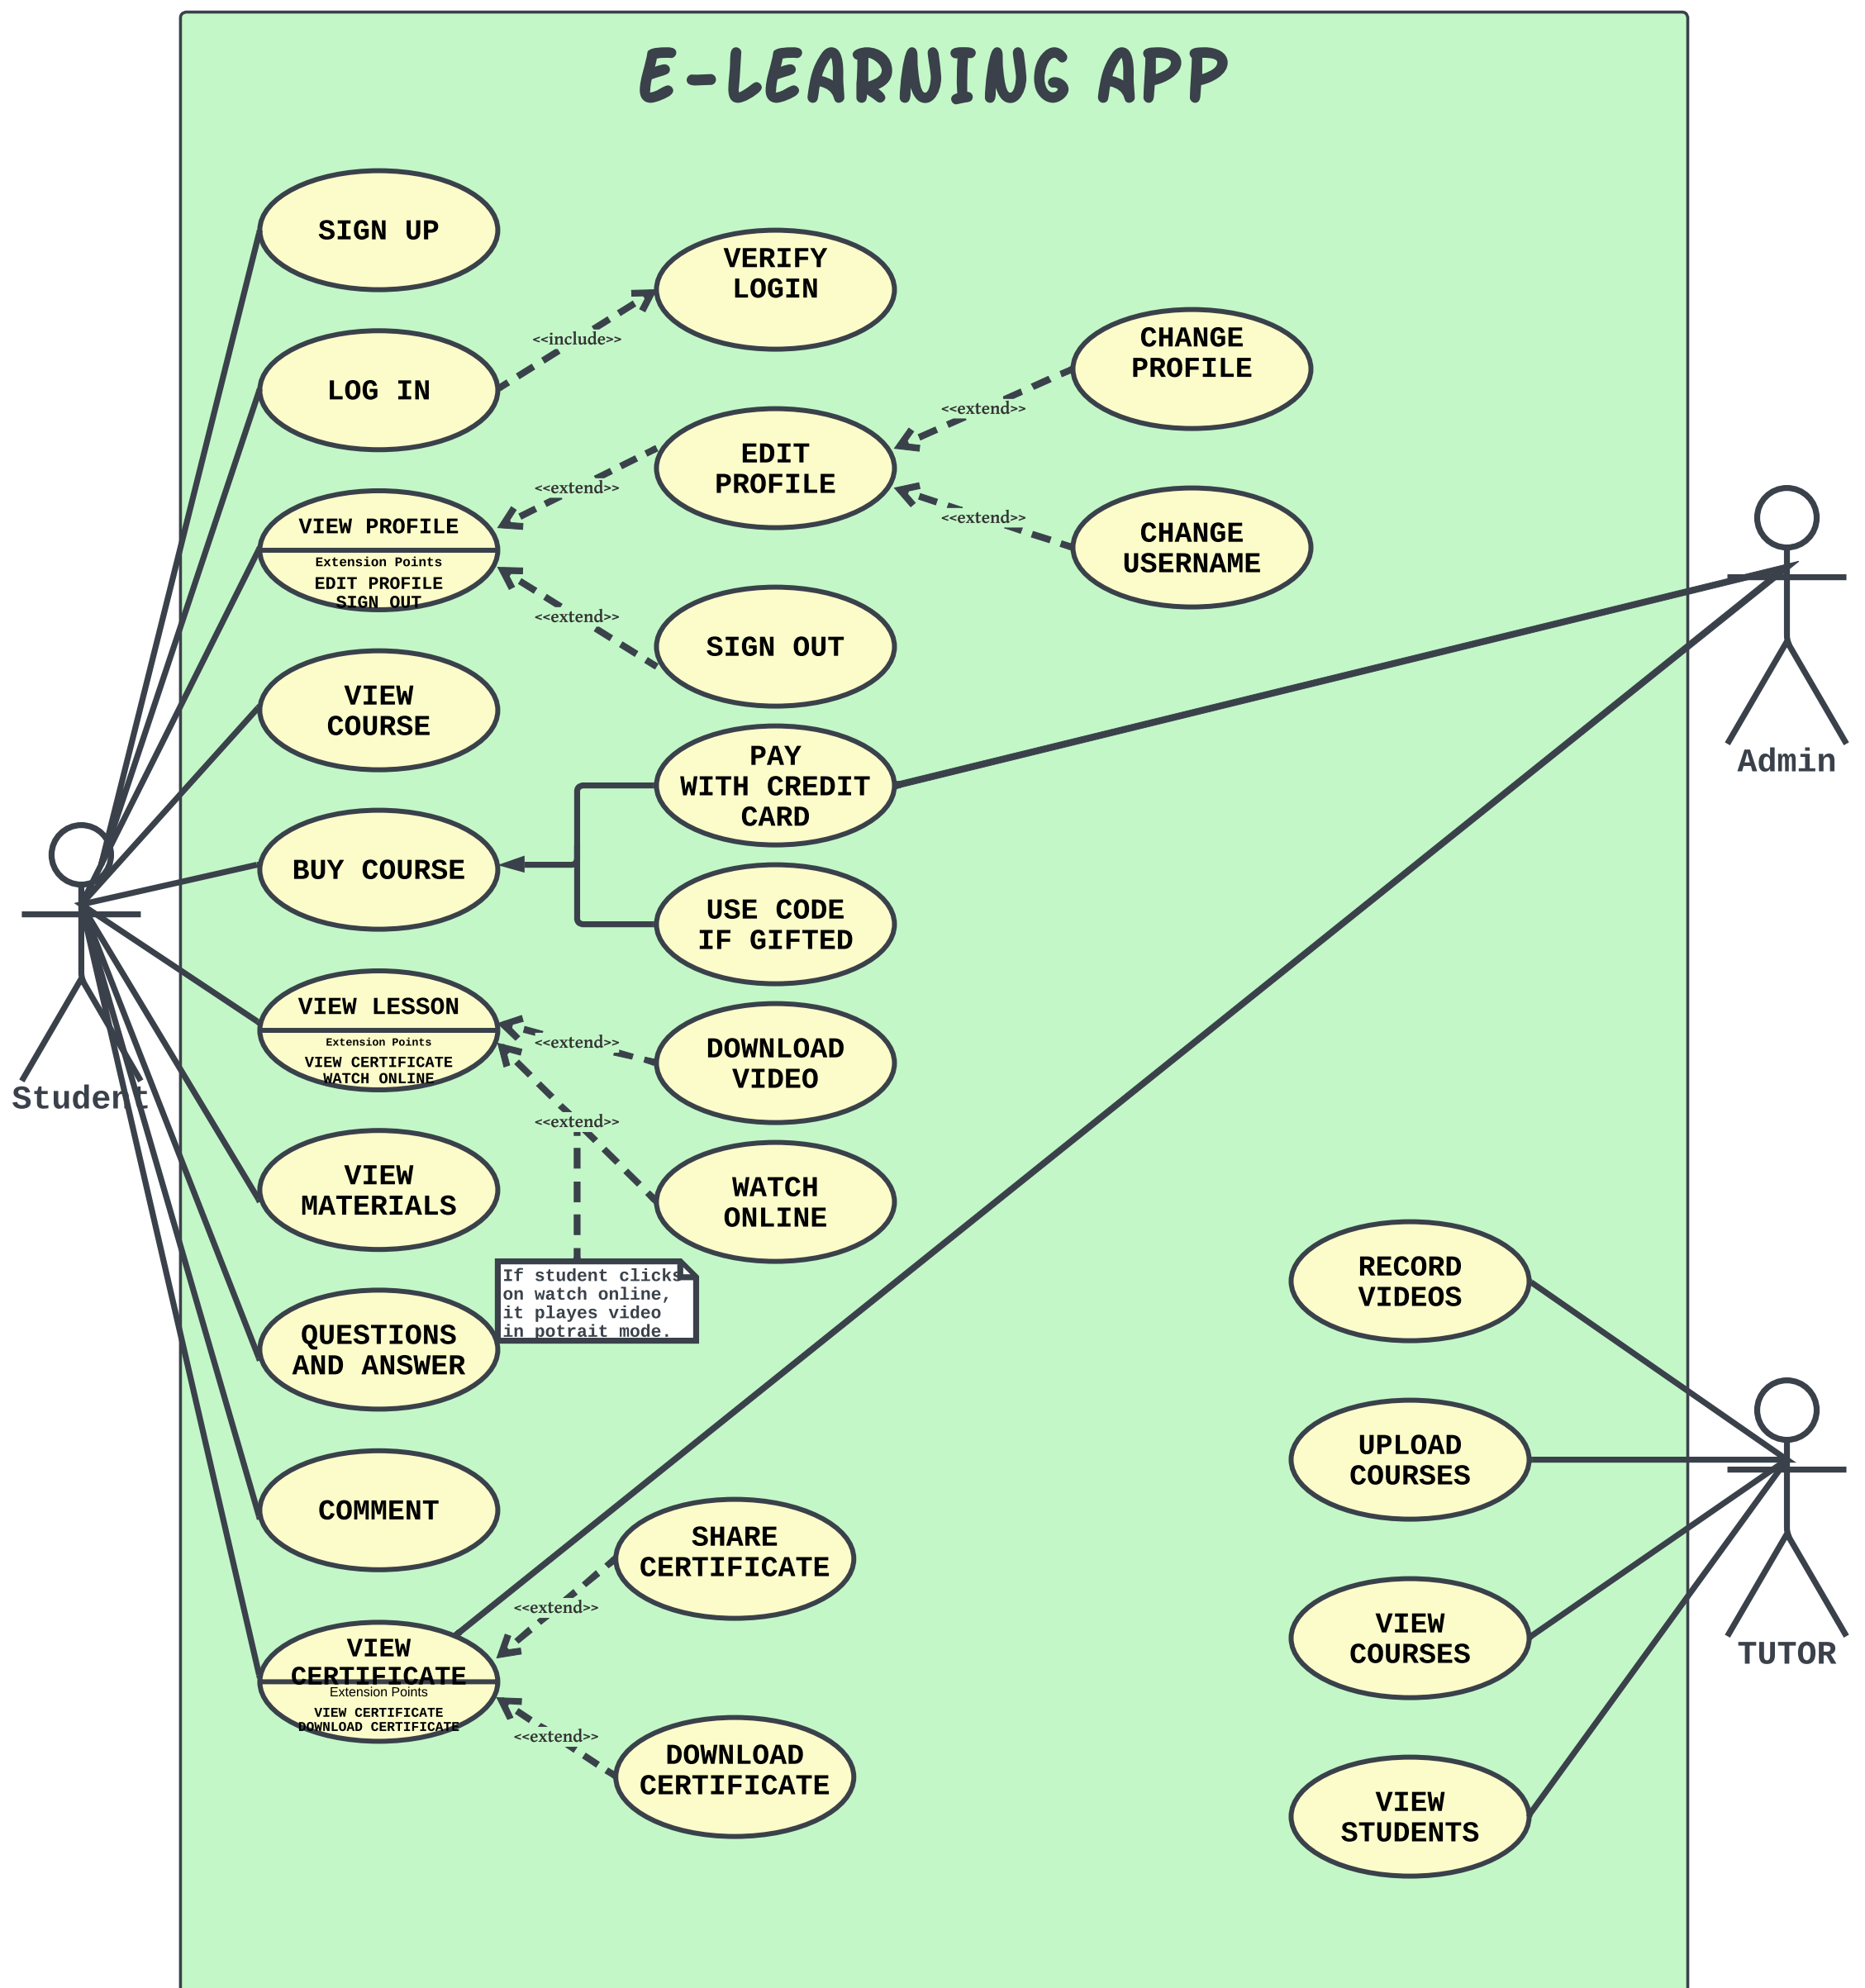 E-LEARNING APP
SIGN UP
VERIFY
LOGIN
<<include>>
LOG IN
CHANGE
PROFILE
<<extend>>
EDIT
PROFILE
<<extend>>
VIEW PROFILE
Extension Points
EDIT PROFILE
SIGN OUT
<<extend>>
CHANGE
USERNAME
<<extend>>
SIGN OUT
VIEW
COURSE
PAY
WITH CREDIT
CARD
Admin
BUY COURSE
USE CODE
IF GIFTED
VIEW LESSON
Extension Points
VIEW CERTIFICATE
WATCH ONLINE
<<extend>>
DOWNLOAD
VIDEO
Student
<<extend>>
VIEW
MATERIALS
WATCH
ONLINE
If student clicks
on watch online,
it playes video
in potrait mode.
RECORD
VIDEOS
QUESTIONS
AND ANSWER
UPLOAD
COURSES
COMMENT
SHARE
CERTIFICATE
<<extend>>
VIEW
CERTIFICATE
Extension Points
VIEW CERTIFICATE
DOWNLOAD CERTIFICATE
VIEW
COURSES
TUTOR
<<extend>>
DOWNLOAD
CERTIFICATE
VIEW
STUDENTS